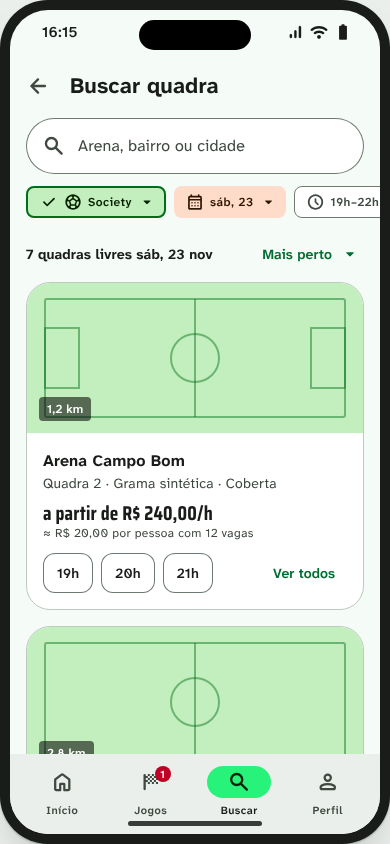 16:15
Buscar quadra
Arena, bairro ou cidade
Society
sáb, 23
19h–22h
7 quadras livres sáb, 23 nov
Mais perto
1,2 km
Arena Campo Bom
Quadra 2 · Grama sintética · Coberta
a partir de R$ 240,00/h
≈ R$ 20,00 por pessoa com 12 vagas
19h
20h
21h
Ver todos
2,8 km
1
Início
Jogos
Buscar
Perfil